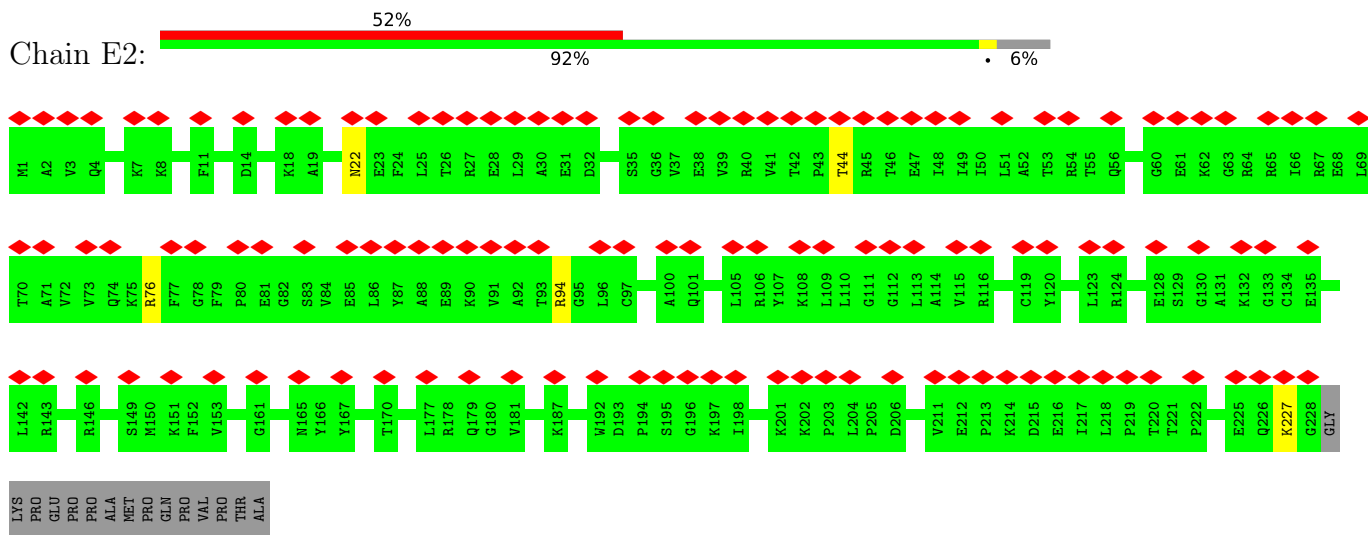 52%
Chain E2:
92% • 6%
M1 A2 V3 Q4 K7 K8 F11 D14 K18 A19 N22 E23 F24 L25 T26 R27 E28 L29 A30 E31 D32 S35 G36 V37 E38 V39 R40 V41 T42 P43 T44 R45 T46 E47 I48 I49 I50 L51 A52 T53 R54 T55 Q56 G60 E61 K62 G63 R64 R65 I66 R67 E68 L69
T70 A71 V72 V73 Q74 K75 R76 F77 G78 F79 P80 E81 G82 S83 V84 E85 L86 Y87 A88 E89 K90 V91 A92 T93 R94 G95 L96 C97 A100 Q101 L105 R106 Y107 K108 L109 L110 G111 G112 L113 A114 V115 R116 C119 Y120 L123 R124 E128 S129 G130 A131 K132 G133 C134 E135
L142 R143 R146 S149 M150 K151 F152 V153 G161 N165 Y166 Y167 T170 L177 R178 Q179 G180 V181 K187 W192 D193 P194 S195 G196 K197 I198 K201 K202 P203 L204 P205 D206 V211 E212 P213 K214 D215 E216 I217 L218 P219 T220 T221 P222 E225 Q226 K227 G228 GLY
LYS PRO GLU PRO PRO ALA MET PRO GLN PRO VAL PRO THR ALA